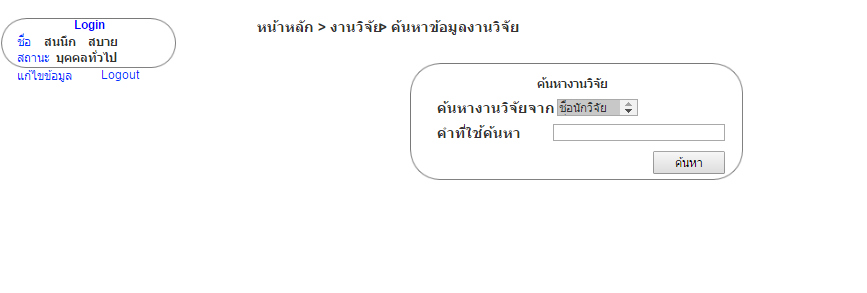 Login
ชื่อ สนนึก สบาย
สถานะ บุคคลทั่วไป
แก้ไขข้อมูล Logout
หน้าหลัก > งานวิจัย> ค้นหาข้อมูลงานวิจัย
ค้นหางานวิจัย
ค้นหางานวิจัยจาก ชื่อนักวิจัย
คำที่ใช้ค้นหา
ค้นหา